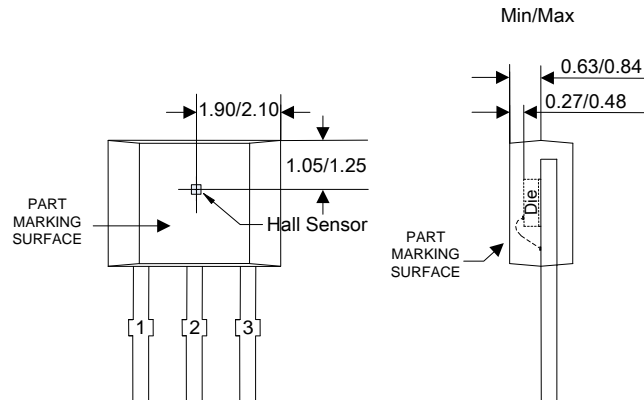 Min/Max
0.63/0.84
0.27/0.48
1.90/2.10
1.05/1.25
Hall Sensor
PART
MARKING
SURFACE
Die
PART
MARKING
SURFACE
1
2
3